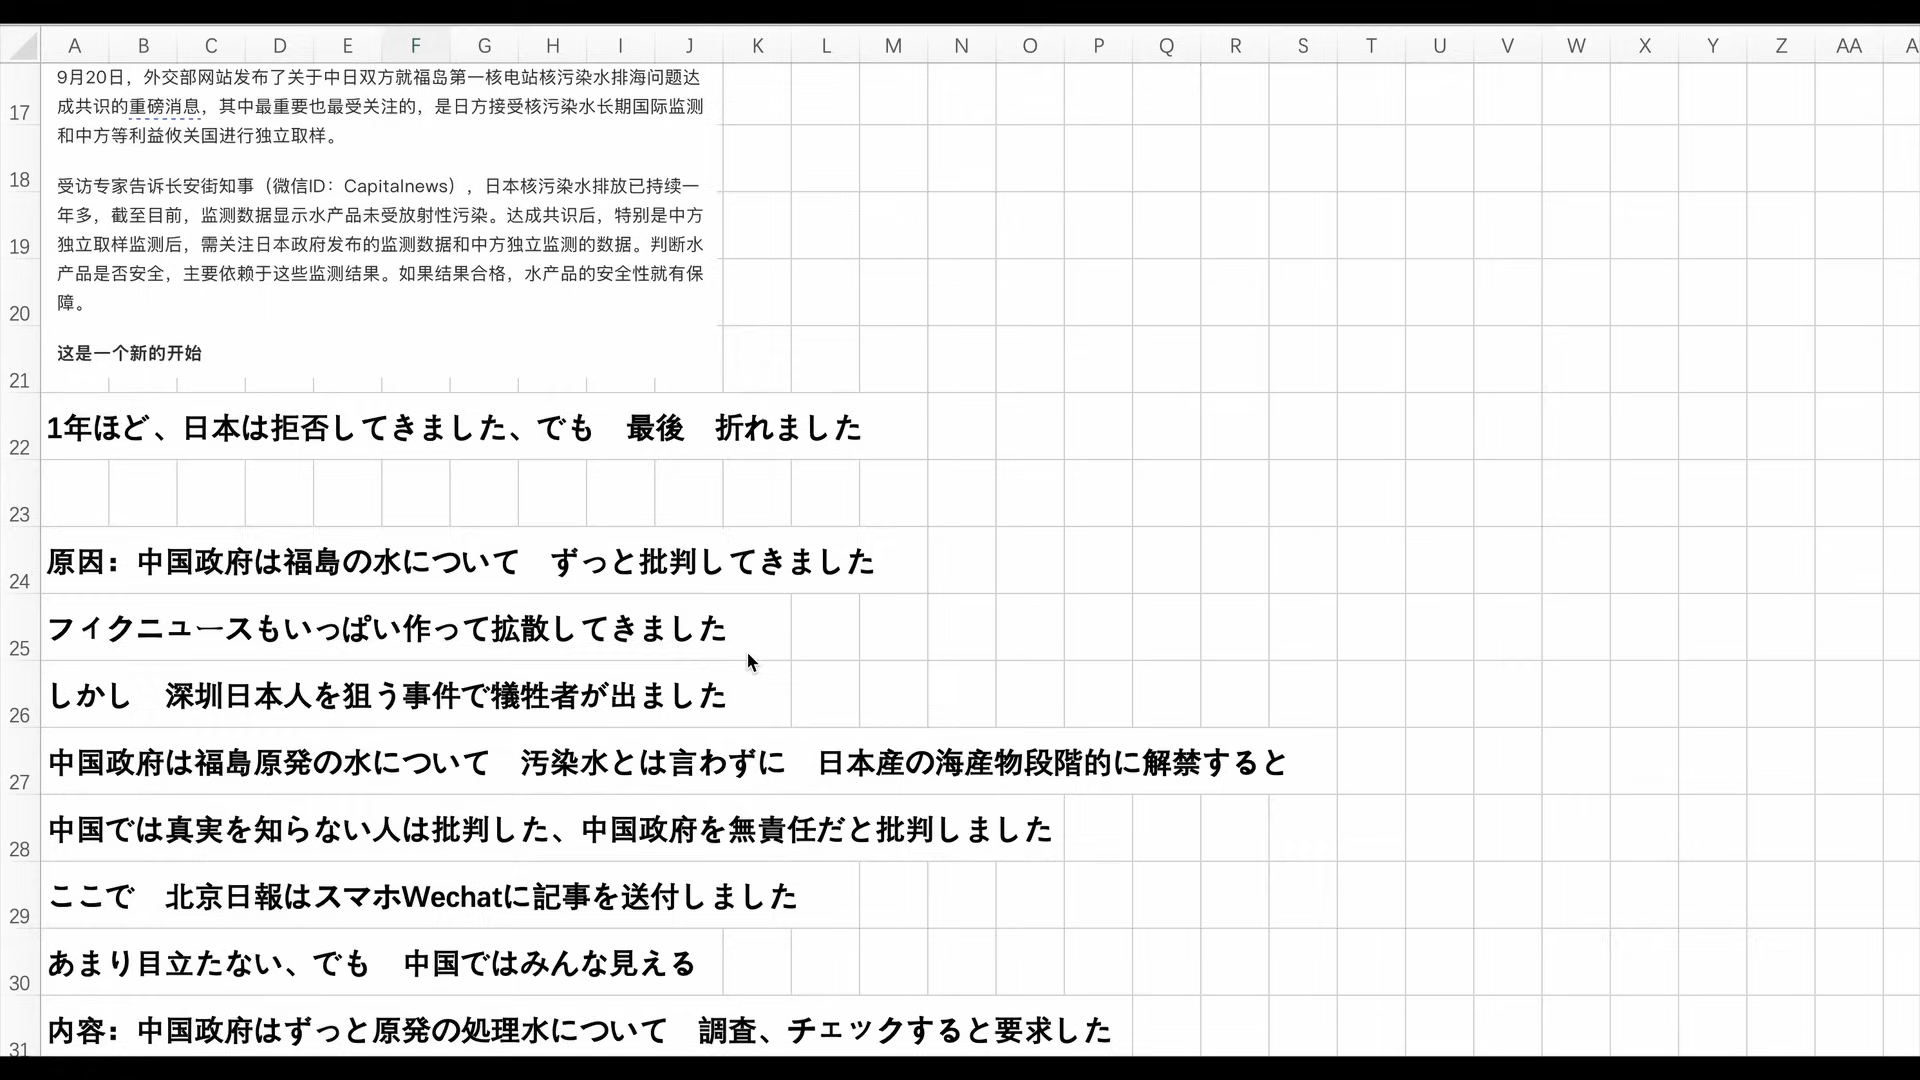 A B C D E F G H I J K L M N O P Q R S T U V W X Y Z AA A
9月20日，外交部网站发布了关于中日双方就福岛第一核电站核污染水排海问题达
成共识的重磅消息，其中最重要也最受关注的，是日方接受核污染水长期国际监测
17
和中方等利益攸关国进行独立取样。
18
受访专家告诉长安街知事（微信ID：Capitalnews），日本核污染水排放已持续一
年多，截至目前，监测数据显示水产品未受放射性污染。达成共识后，特别是中方
19
独立取样监测后，需关注日本政府发布的监测数据和中方独立监测的数据。判断水
产品是否安全，主要依赖于这些监测结果。如果结果合格，水产品的安全性就有保
障。
20
这是一个新的开始
21
1年ほど、日本は拒否してきました、でも　最後　折れました
22
23
原因：中国政府は福島の水について　ずっと批判してきました
24
フィクニュースもいっぱい作って拡散してきました
25
しかし　深圳日本人を狙う事件で犠牲者が出ました
26
中国政府は福島原発の水について　汚染水とは言わずに　日本産の海産物段階的に解禁すると
27
中国では真実を知らない人は批判した、中国政府を無責任だと批判しました
28
ここで　北京日報はスマホWechatに記事を送付しました
29
あまり目立たない、でも　中国ではみんな見える
30
内容：中国政府はずっと原発の処理水について　調査、チェックすると要求した
31